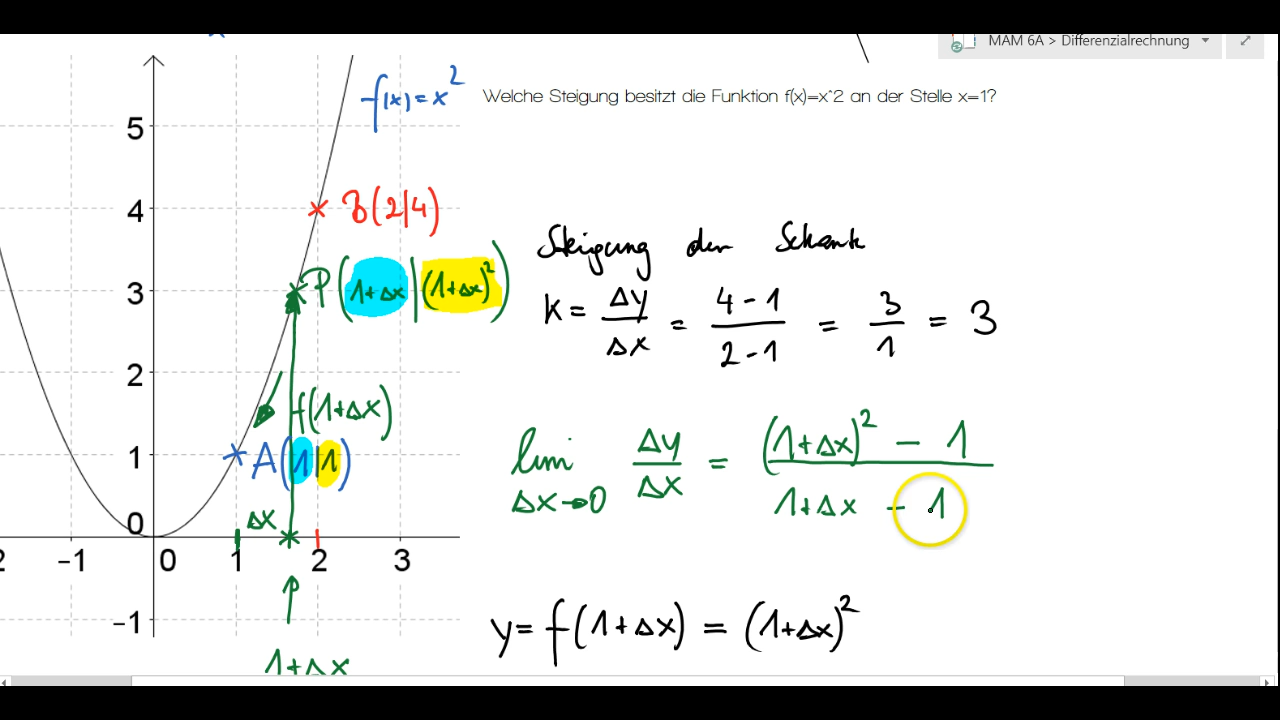 MAM 6A > Differenzialrechnung
Welche Steigung besitzt die Funktion f(x)=x^2 an der Stelle x=1?
f(x) = x²
5
4
B(2|4)
3
P(1+Δx|(1+Δx)²)
2
f(1+Δx)
1
A(1|1)
Δx
0
-1 0 1 2 3
-1
1+Δx
Steigung der
K = Δy/Δx = (4-1)/(2-1) = 3/1 = 3
lim Δx→0 Δy/Δx = ((1+Δx)² - 1)/(1+Δx - 1)
y = f(1+Δx) = (1+Δx)²